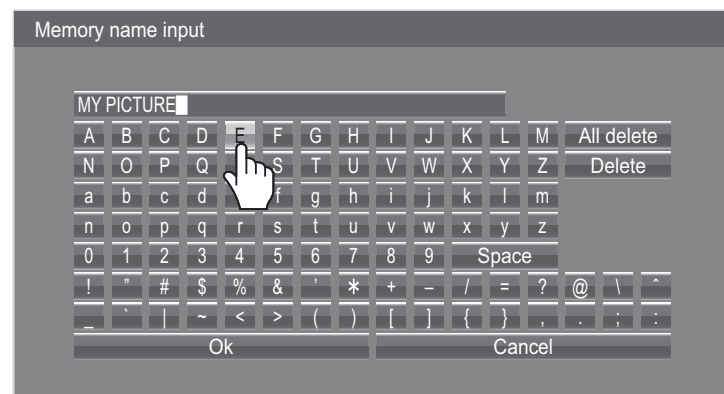 Memory name input
MY PICTURE
A B C D E F G H I J K L M All delete
N O P Q S T U V W X Y Z Delete
a b c d f g h i j k l m
n o p q r s t u v w x y z
0 1 2 3 4 5 6 7 8 9 Space
! " # $ % & ' * + – / = ? @ \ ^
_ ` | ~ < > ( ) [ ] { } , . ; :
Ok Cancel